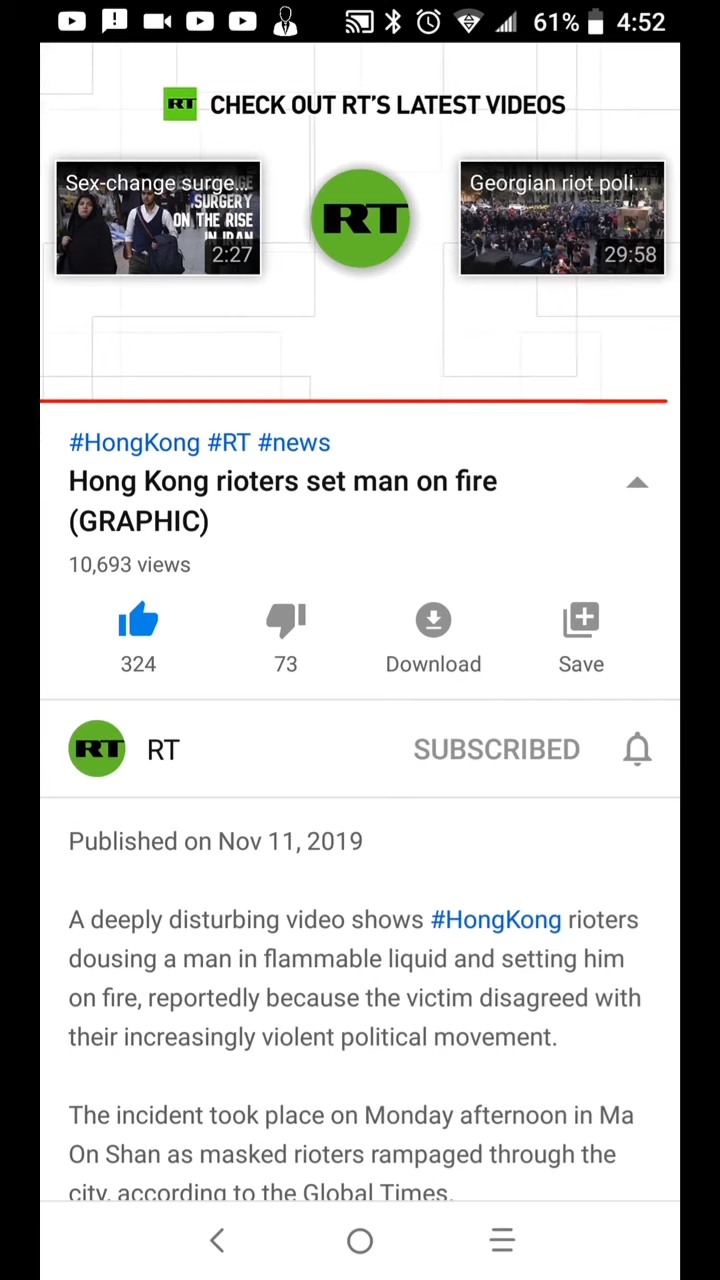 61% 4:52
RT CHECK OUT RT'S LATEST VIDEOS
Sex-change surge...
SURGERY
ON THE RISE
IN IRAN
2:27
RT
Georgian riot poli...
29:58
#HongKong #RT #news
Hong Kong rioters set man on fire
(GRAPHIC)
10,693 views
324
73
Download
Save
RT
RT
SUBSCRIBED
Published on Nov 11, 2019
A deeply disturbing video shows #HongKong rioters
dousing a man in flammable liquid and setting him
on fire, reportedly because the victim disagreed with
their increasingly violent political movement.
The incident took place on Monday afternoon in Ma
On Shan as masked rioters rampaged through the
city, according to the Global Times.